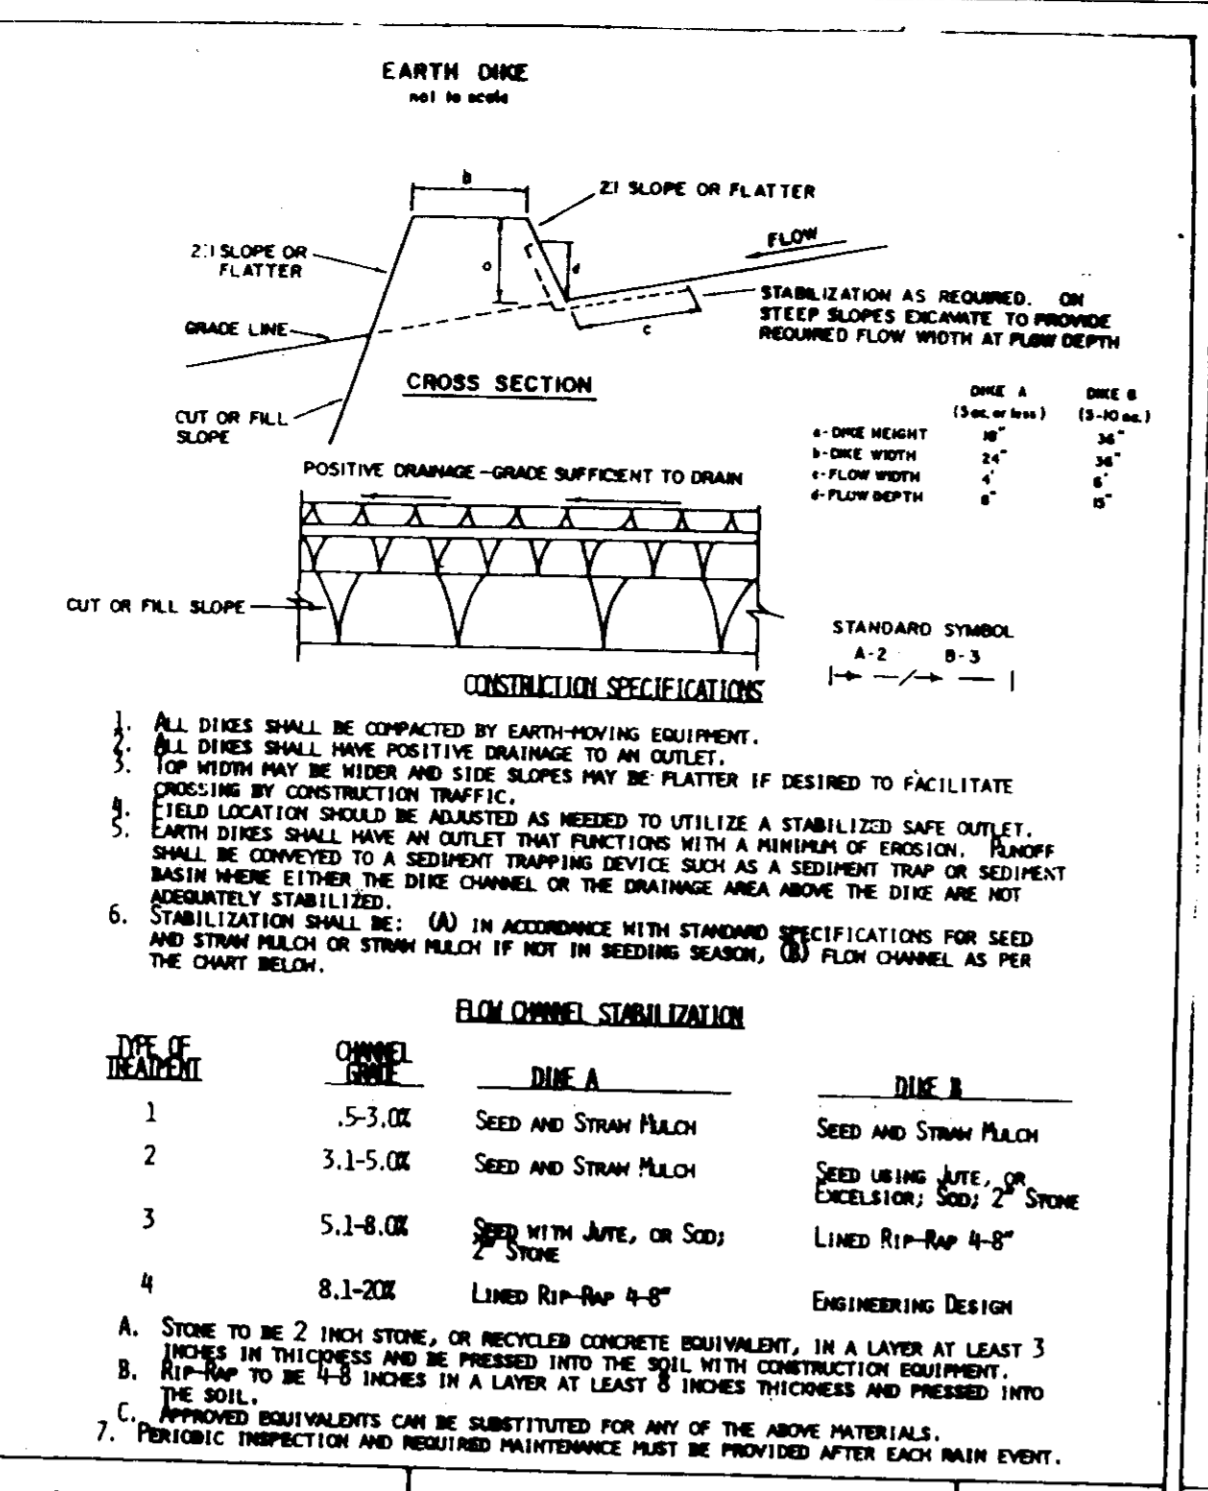 EARTH DIKE
not to scale
b
2:1 SLOPE OR FLATTER
FLOW
2:1 SLOPE OR
FLATTER
a
d
STABILIZATION AS REQUIRED. ON
STEEP SLOPES EXCAVATE TO PROVIDE
REQUIRED FLOW WIDTH AT FLOW DEPTH
GRADE LINE
c
CROSS SECTION
CUT OR FILL
SLOPE
DIKE A DIKE B
(5 ac. or less) (5-10 ac.)
a-DIKE HEIGHT 18" 36"
b-DIKE WIDTH 24" 36"
c-FLOW WIDTH 4' 6'
d-FLOW DEPTH 8" 15"
POSITIVE DRAINAGE-GRADE SUFFICENT TO DRAIN
CUT OR FILL SLOPE
STANDARD SYMBOL
A-2 B-3
CONSTRUCTION SPECIFICATIONS
1. ALL DIKES SHALL BE COMPACTED BY EARTH-MOVING EQUIPMENT.
2. ALL DIKES SHALL HAVE POSITIVE DRAINAGE TO AN OUTLET.
3. TOP WIDTH MAY BE WIDER AND SIDE SLOPES MAY BE FLATTER IF DESIRED TO FACILITATE
CROSSING BY CONSTRUCTION TRAFFIC.
4. FIELD LOCATION SHOULD BE ADJUSTED AS NEEDED TO UTILIZE A STABILIZED SAFE OUTLET.
5. EARTH DIKES SHALL HAVE AN OUTLET THAT FUNCTIONS WITH A MINIMUM OF EROSION. RUNOFF
SHALL BE CONVEYED TO A SEDIMENT TRAPPING DEVICE SUCH AS A SEDIMENT TRAP OR SEDIMENT
BASIN WHERE EITHER THE DIKE CHANNEL OR THE DRAINAGE AREA ABOVE THE DIKE ARE NOT
ADEQUATELY STABILIZED.
6. STABILIZATION SHALL BE: (A) IN ACCORDANCE WITH STANDARD SPECIFICATIONS FOR SEED
AND STRAW MULCH OR STRAW MULCH IF NOT IN SEEDING SEASON, (B) FLOW CHANNEL AS PER
THE CHART BELOW.
FLOW CHANNEL STABILIZATION
TYPE OF TREATMENT CHANNEL GRADE DIKE A DIKE B
1 .5-3.0% SEED AND STRAW MULCH SEED AND STRAW MULCH
2 3.1-5.0% SEED AND STRAW MULCH SEED USING JUTE, OR
EXCELSIOR; SOD; 2" STONE
3 5.1-8.0% SEED WITH JUTE, OR SOD; LINED RIP-RAP 4-8"
2" STONE
4 8.1-20% LINED RIP-RAP 4-8" ENGINEERING DESIGN
A. STONE TO BE 2 INCH STONE, OR RECYCLED CONCRETE EQUIVALENT, IN A LAYER AT LEAST 3
INCHES IN THICKNESS AND BE PRESSED INTO THE SOIL WITH CONSTRUCTION EQUIPMENT.
B. RIP-RAP TO BE 4-8 INCHES IN A LAYER AT LEAST 8 INCHES THICKNESS AND PRESSED INTO
THE SOIL.
C. APPROVED EQUIVALENTS CAN BE SUBSTITUTED FOR ANY OF THE ABOVE MATERIALS.
7. PERIODIC INSPECTION AND REQUIRED MAINTENANCE MUST BE PROVIDED AFTER EACH RAIN EVENT.